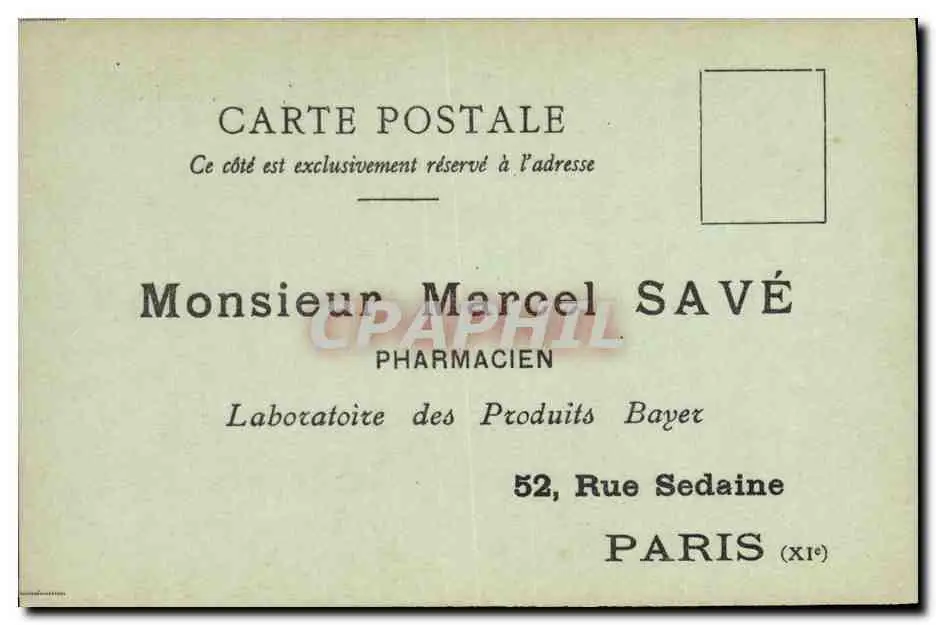 CARTE POSTALE
Ce côté est exclusivement réservé à l'adresse
Monsieur Marcel SAVÉ
CPAPHIL
PHARMACIEN
Laboratoire des Produits Bayer
52, Rue Sedaine
PARIS (XIe)